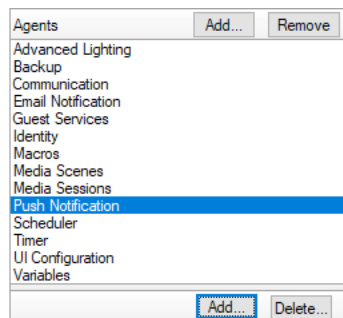 Agents Add... Remove
Advanced Lighting
Backup
Communication
Email Notification
Guest Services
Identity
Macros
Media Scenes
Media Sessions
Push Notification
Scheduler
Timer
UI Configuration
Variables
Add... Delete...